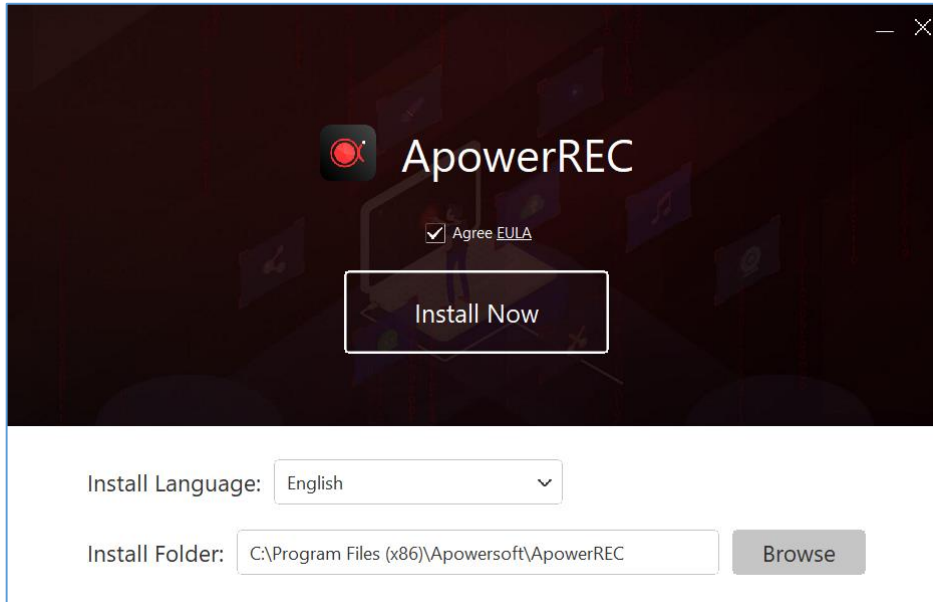 ApowerREC
Agree EULA
Install Now
Install Language: English
Install Folder: C:\Program Files (x86)\Apowersoft\ApowerREC Browse